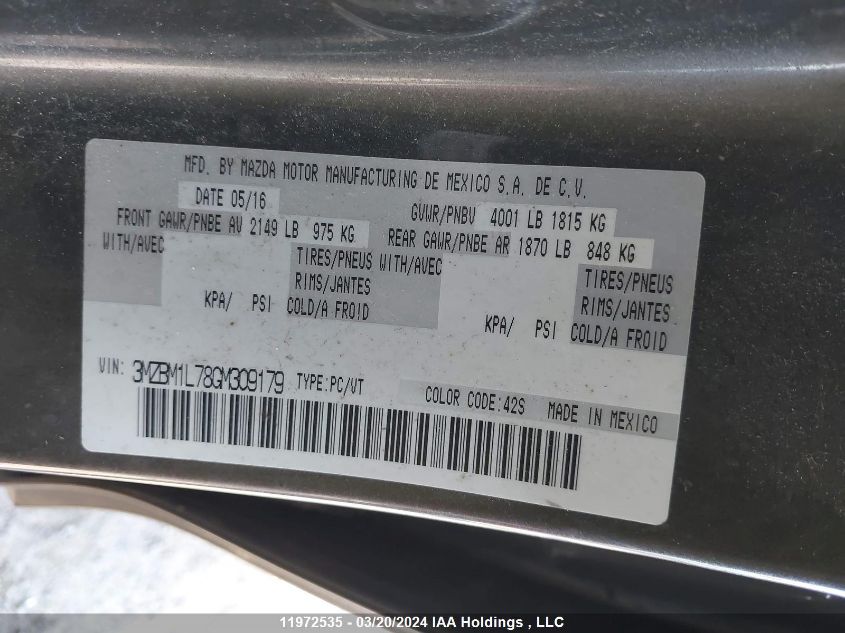 MFD. BY MAZDA MOTOR MANUFACTURING DE MEXICO S.A. DE C.V.
DATE 05/16
GVWR/PNBV 4001 LB 1815 KG
FRONT GAWR/PNBE AV 2149 LB 975 KG
REAR GAWR/PNBE AR 1870 LB 848 KG
WITH/AVEC
TIRES/PNEUS
RIMS/JANTES
KPA/ PSI COLD/A FROID
WITH/AVEC
TIRES/PNEUS
RIMS/JANTES
KPA/ PSI COLD/A FROID
VIN: 3MZBM1L78GM309179 TYPE:PC/VT
COLOR CODE:42S MADE IN MEXICO
11972535 - 03/20/2024 IAA Holdings , LLC